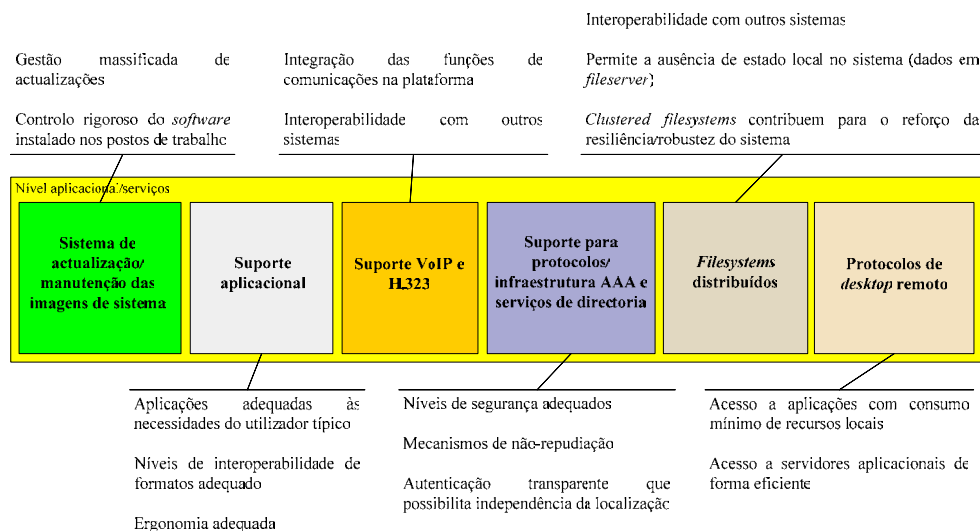 Gestão massificada de
actualizações
Controlo rigoroso do software
instalado nos postos de trabalho
Integração das funções de
comunicações na plataforma
Interoperabilidade com outros
sistemas
Interoperabilidade com outros sistemas
Permite a ausência de estado local no sistema (dados em
fileserver)
Clustered filesystems contribuem para o reforço da
resiliência/robustez do sistema
Nível aplicacional/serviços
Sistema de
actualização/
manutenção das
imagens de sistema
Suporte
aplicacional
Suporte VoIP e
H.323
Suporte para
protocolos/
infraestrutura AAA e
serviços de directoria
Filesystems
distribuídos
Protocolos de
desktop remoto
Aplicações adequadas às
necessidades do utilizador típico
Níveis de interoperabilidade de
formatos adequado
Ergonomia adequada
Níveis de segurança adequados
Mecanismos de não-repudiação
Autenticação transparente que
possibilita independência da localização
Acesso a aplicações com consumo
mínimo de recursos locais
Acesso a servidores aplicacionais de
forma eficiente